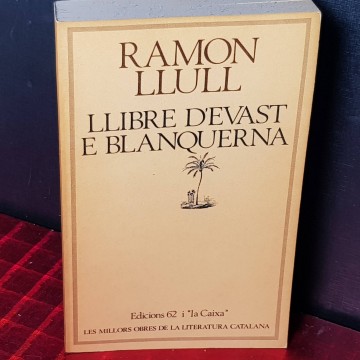 RAMON
LLULL
LLIBRE D'EVAST
E BLANQUERNA
Edicions 62 i "la Caixa"
LES MILLORS OBRES DE LA LITERATURA CATALANA